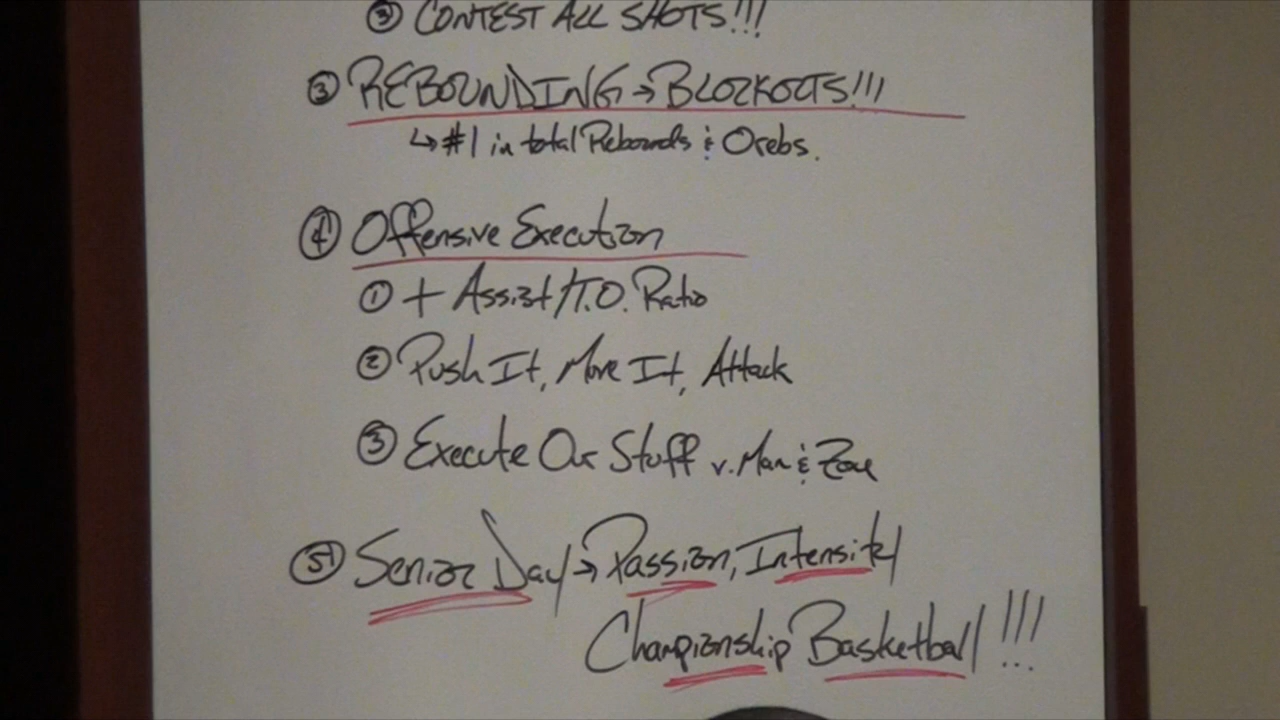 ③ CONTEST ALL SHOTS!!!
③ REBOUNDING → BLOCKOUTS!!!
↳ #1 in total Rebounds & Orebs.
④ Offensive Execution
① + Assist/T.O. Ratio
② Push It, Move It, Attack
③ Execute Our Stuff v. Man & Zone
⑤ Senior Day → Passion, Intensity
Championship Basketball!!!